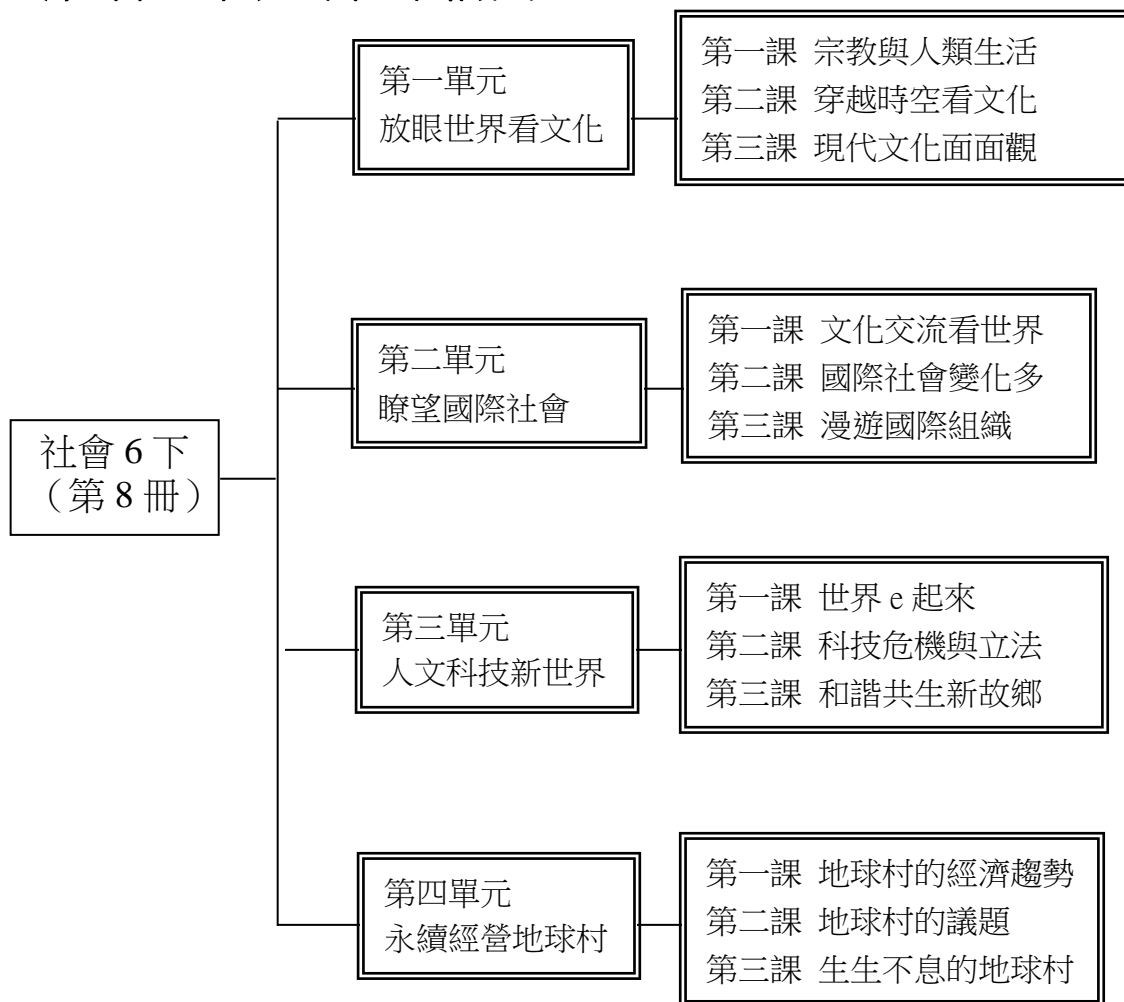 第一單元
放眼世界看文化
第一課 宗教與人類生活
第二課 穿越時空看文化
第三課 現代文化面面觀
第二單元
瞭望國際社會
第一課 文化交流看世界
第二課 國際社會變化多
第三課 漫遊國際組織
社會 6 下
（第 8 冊）
第三單元
人文科技新世界
第一課 世界 e 起來
第二課 科技危機與立法
第三課 和諧共生新故鄉
第四單元
永續經營地球村
第一課 地球村的經濟趨勢
第二課 地球村的議題
第三課 生生不息的地球村